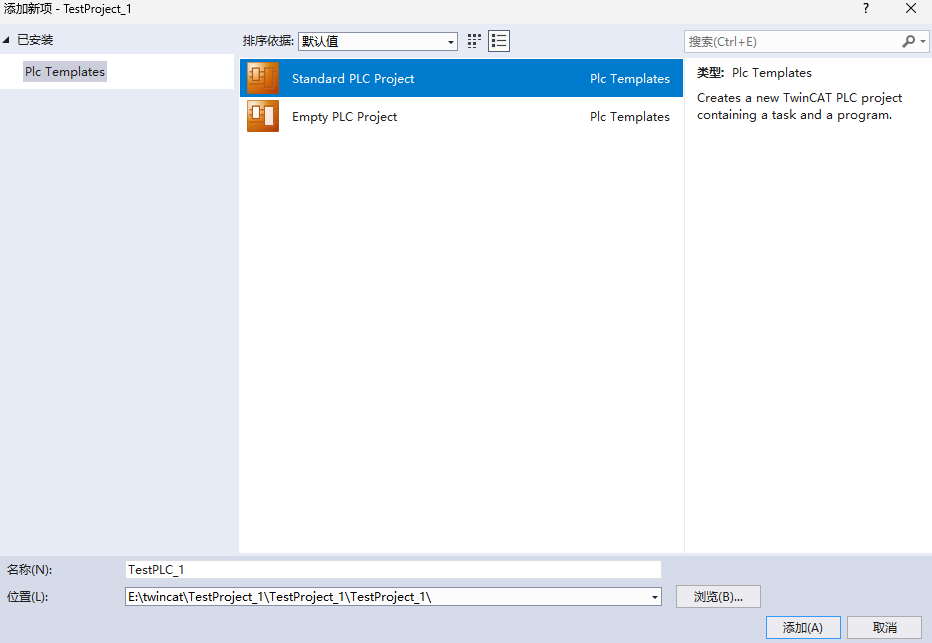 添加新项 - TestProject_1
?
已安装
Plc Templates
排序依据: 默认值
搜索(Ctrl+E)
Standard PLC Project Plc Templates
Empty PLC Project Plc Templates
类型: Plc Templates
Creates a new TwinCAT PLC project
containing a task and a program.
名称(N): TestPLC_1
位置(L): E:\twincat\TestProject_1\TestProject_1\TestProject_1\ 浏览(B)...
添加(A) 取消